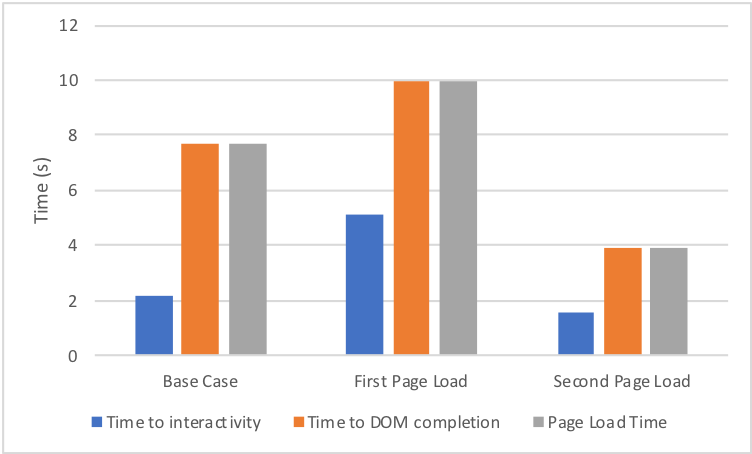 12
10
8
6
4
2
0
Time (s)
Base Case First Page Load Second Page Load
Time to interactivity Time to DOM completion Page Load Time